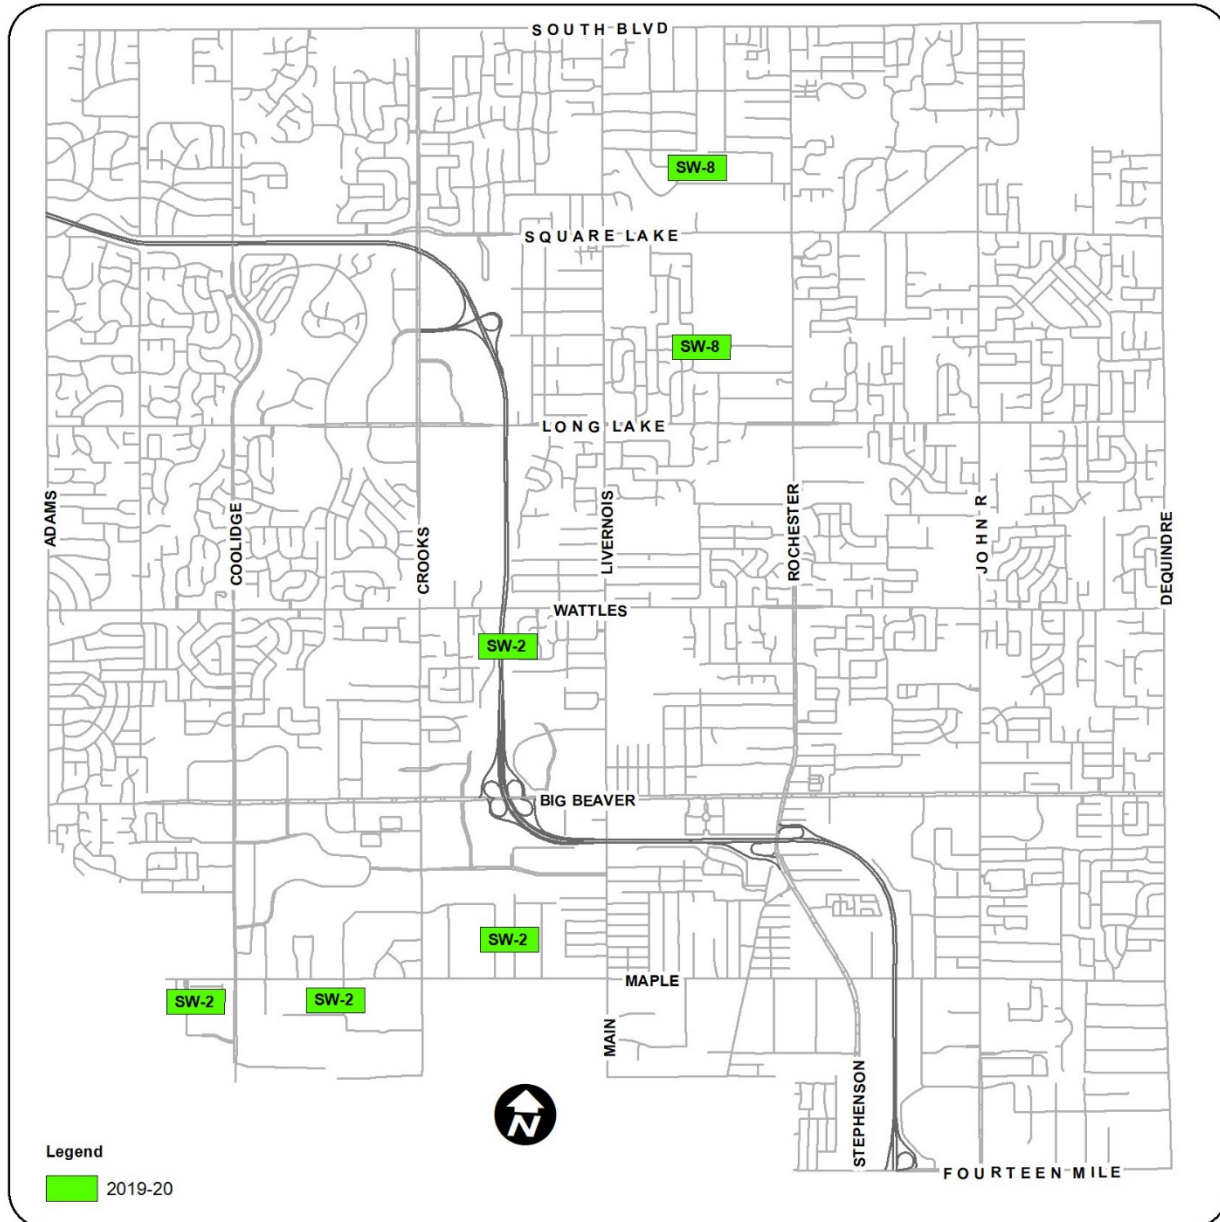 SOUTH BLVD
SW-8
SQUARE LAKE
SW-8
LONG LAKE
ADAMS
COOLIDGE
CROOKS
LIVERNOIS
ROCHESTER
JOHN R
DEQUINDRE
WATTLES
SW-2
BIG BEAVER
SW-2
MAPLE
SW-2
SW-2
MAIN
STEPHENSON
N
FOURTEEN MILE
Legend
2019-20